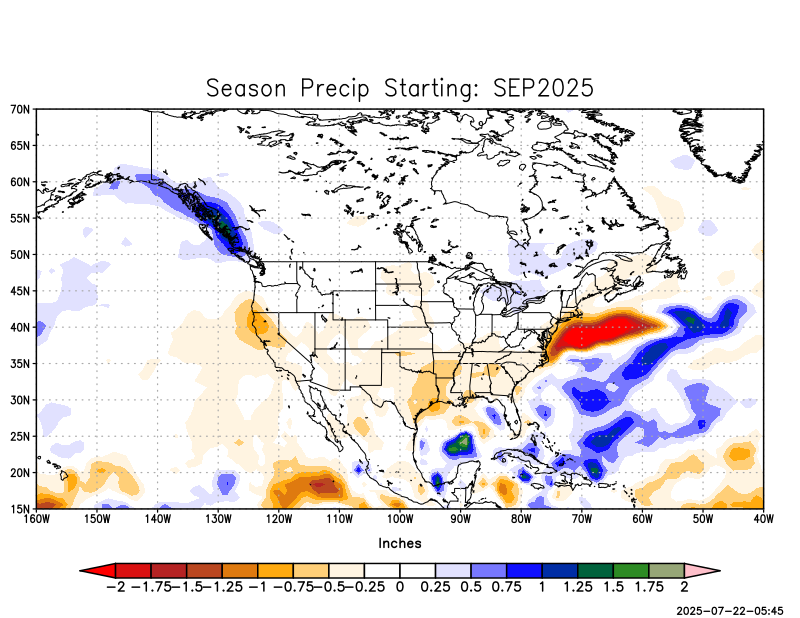 Season Precip Starting: SEP2025
70N
65N
60N
55N
50N
45N
40N
35N
30N
25N
20N
15N
160W 150W 140W 130W 120W 110W 100W 90W 80W 70W 60W 50W 40W
Inches
-2 -1.75 -1.5 -1.25 -1 -0.75 -0.5 -0.25 0 0.25 0.5 0.75 1 1.25 1.5 1.75 2
2025-07-22-05:45